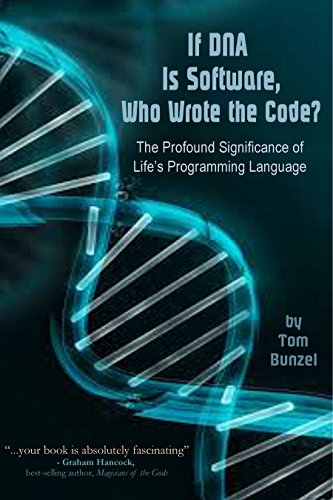 If DNA
Is Software,
Who Wrote the Code?
The Profound Significance of
Life's Programming Language
by
Tom
Bunzel
“...your book is absolutely fascinating”
- Graham Hancock,
best-selling author, Magicians of the Gods